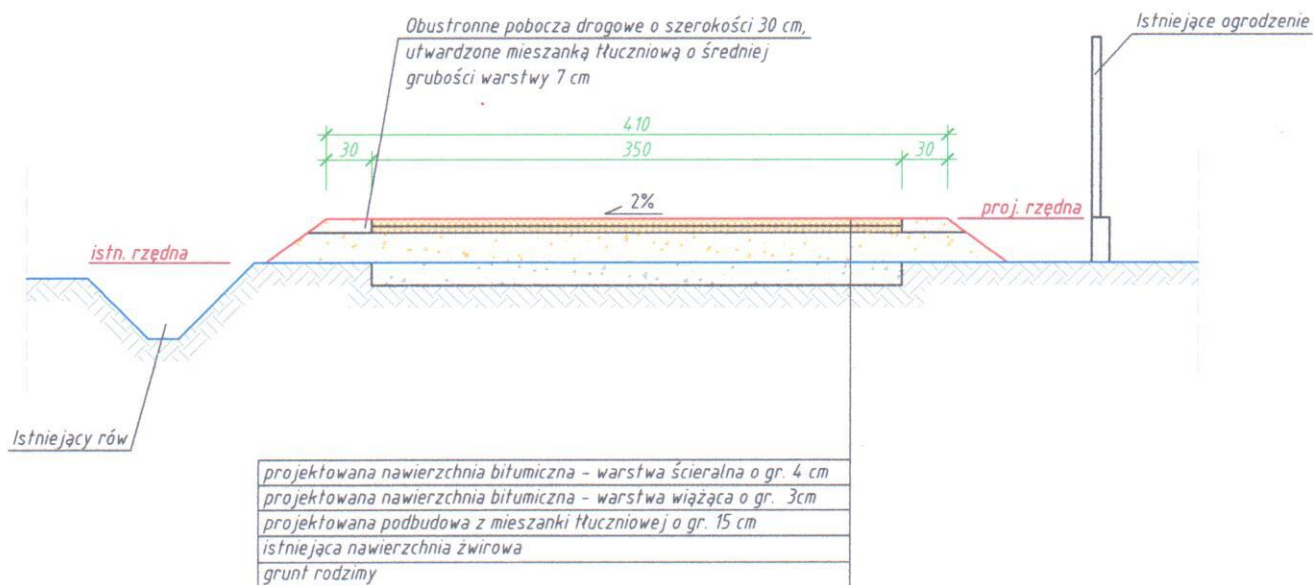 Obustronne pobocza drogowe o szerokości 30 cm,
utwardzone mieszanką tłuczniową o średniej
grubości warstwy 7 cm
Istniejące ogrodzenie
410
30
350
30
2%
proj. rzędna
istn. rzędna
Istniejący rów
projektowana nawierzchnia bitumiczna - warstwa ścieralna o gr. 4 cm
projektowana nawierzchnia bitumiczna - warstwa wiążąca o gr. 3cm
projektowana podbudowa z mieszanki tłuczniowej o gr. 15 cm
istniejąca nawierzchnia żwirowa
grunt rodzimy